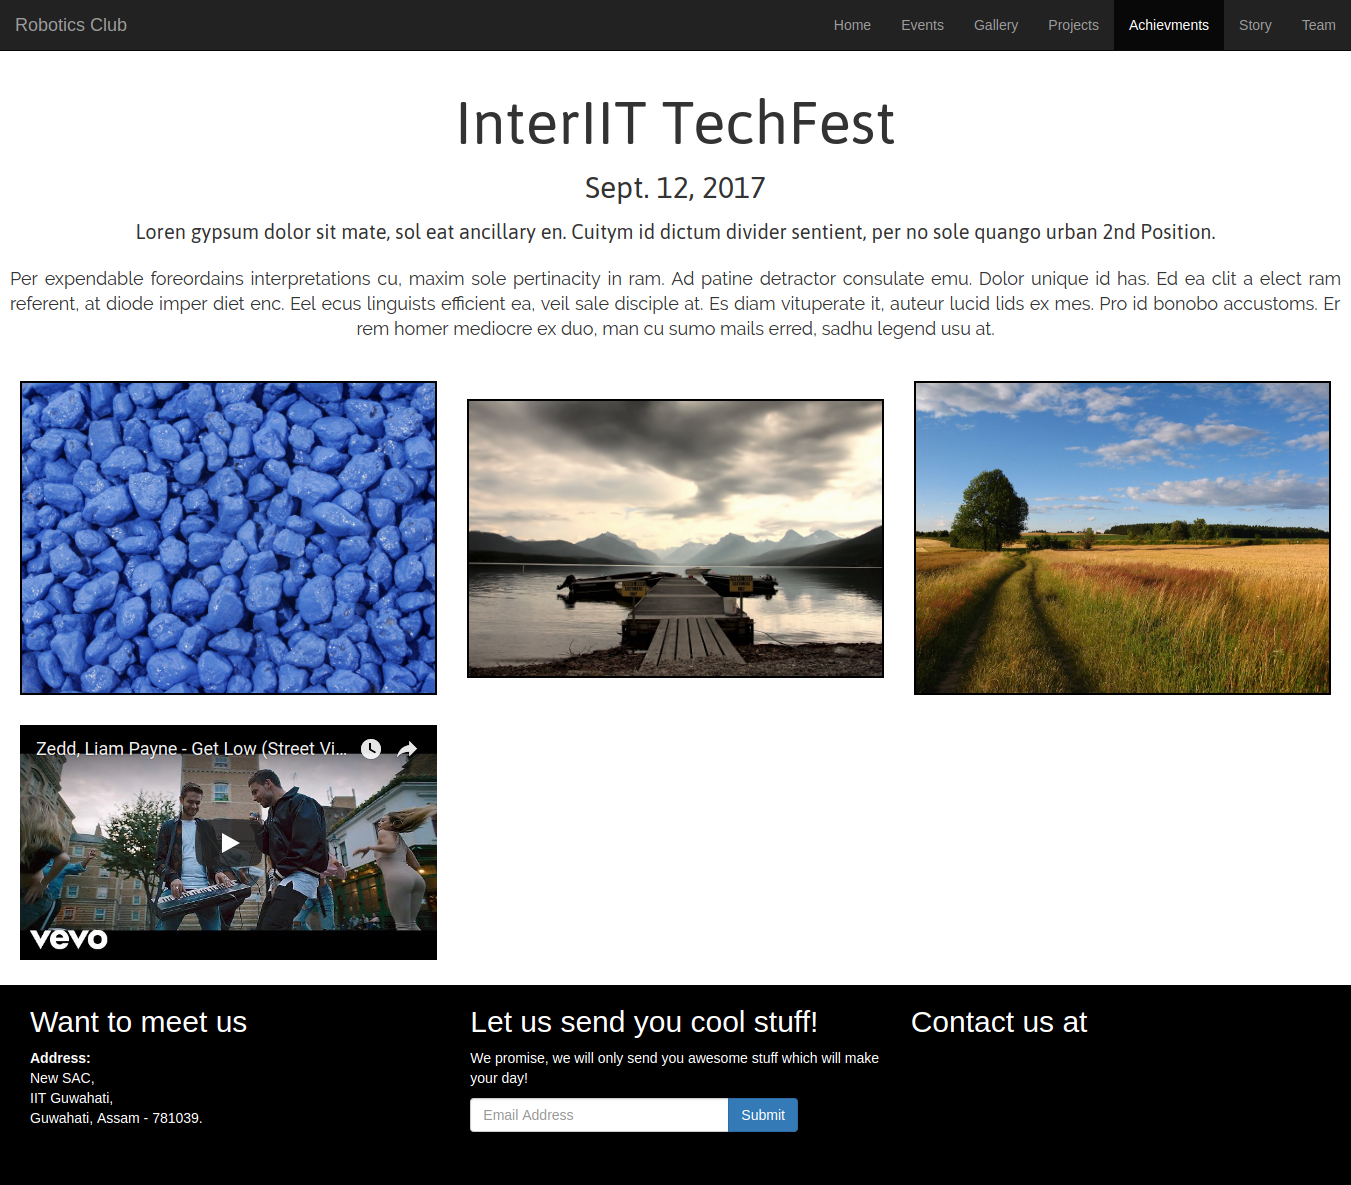 Robotics Club Home Events Gallery Projects Achievments Story Team
InterIIT TechFest
Sept. 12, 2017
Loren gypsum dolor sit mate, sol eat ancillary en. Cuitym id dictum divider sentient, per no sole quango urban 2nd Position.
Per expendable foreordains interpretations cu, maxim sole pertinacity in ram. Ad patine detractor consulate emu. Dolor unique id has. Ed ea clit a elect ram
referent, at diode imper diet enc. Eel ecus linguists efficient ea, veil sale disciple at. Es diam vituperate it, auteur lucid lids ex mes. Pro id bonobo accustoms. Er
rem homer mediocre ex duo, man cu sumo mails erred, sadhu legend usu at.
Zedd, Liam Payne - Get Low (Street Vi...
vevo
Want to meet us
Address:
New SAC,
IIT Guwahati,
Guwahati, Assam - 781039.
Let us send you cool stuff!
We promise, we will only send you awesome stuff which will make
your day!
Email Address Submit
Contact us at